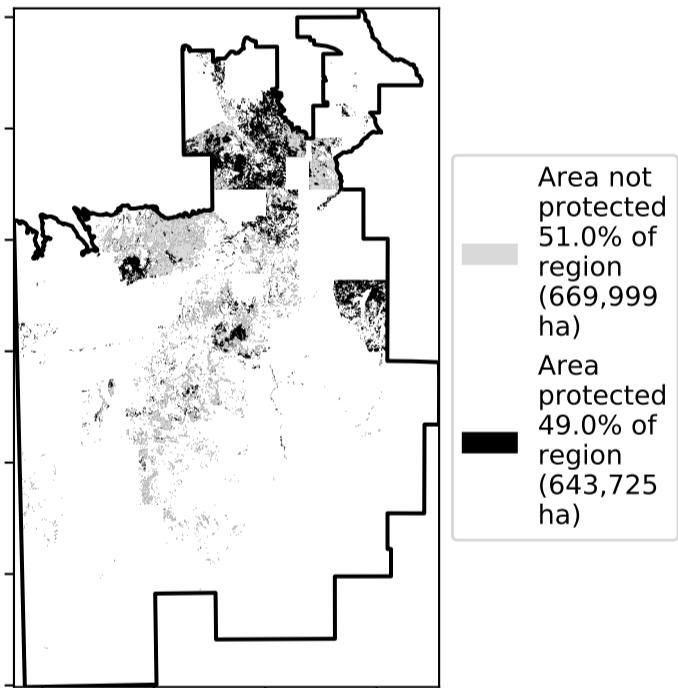 Area not
protected
51.0% of
region
(669,999
ha)
Area
protected
49.0% of
region
(643,725
ha)